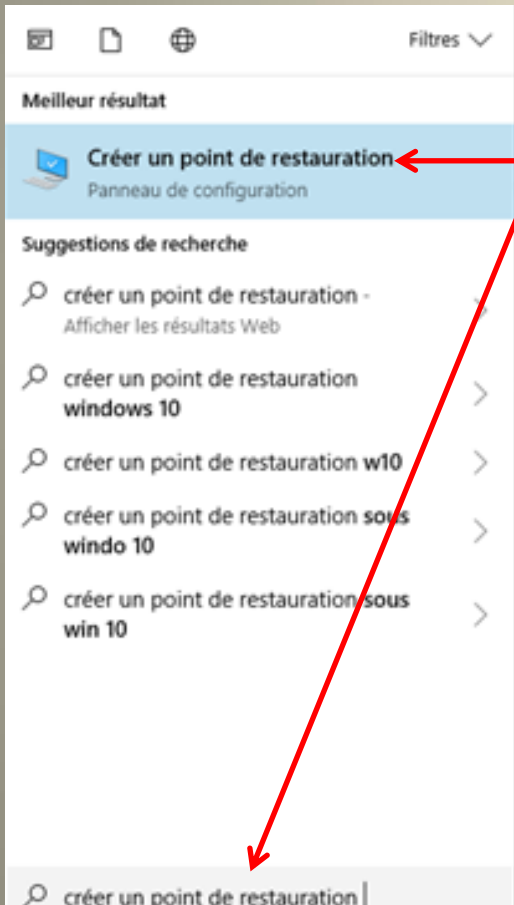 Filtres
Meilleur résultat
Créer un point de restauration
Panneau de configuration
Suggestions de recherche
créer un point de restauration -
Afficher les résultats Web
créer un point de restauration
windows 10
créer un point de restauration w10
créer un point de restauration sous
windo 10
créer un point de restauration sous
win 10
créer un point de restauration